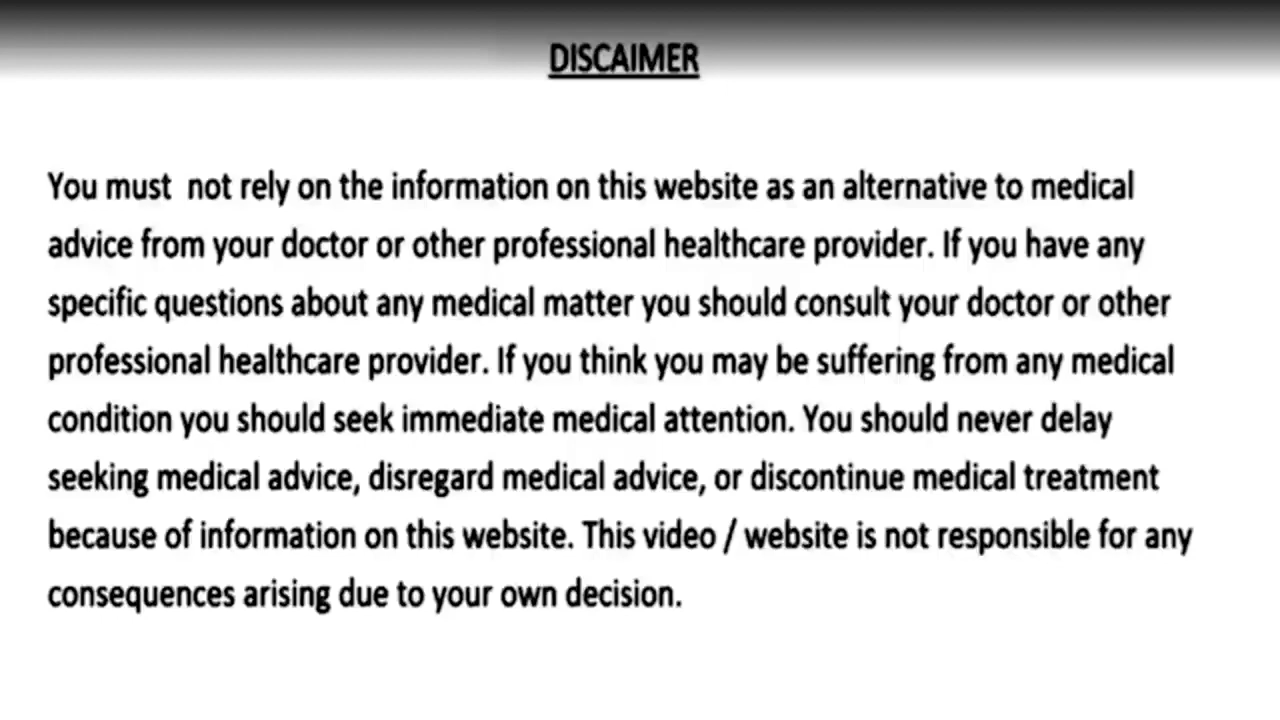 DISCAIMER
You must  not rely on the information on this website as an alternative to medical
advice from your doctor or other professional healthcare provider. If you have any
specific questions about any medical matter you should consult your doctor or other
professional healthcare provider. If you think you may be suffering from any medical
condition you should seek immediate medical attention. You should never delay
seeking medical advice, disregard medical advice, or discontinue medical treatment
because of information on this website. This video / website is not responsible for any
consequences arising due to your own decision.